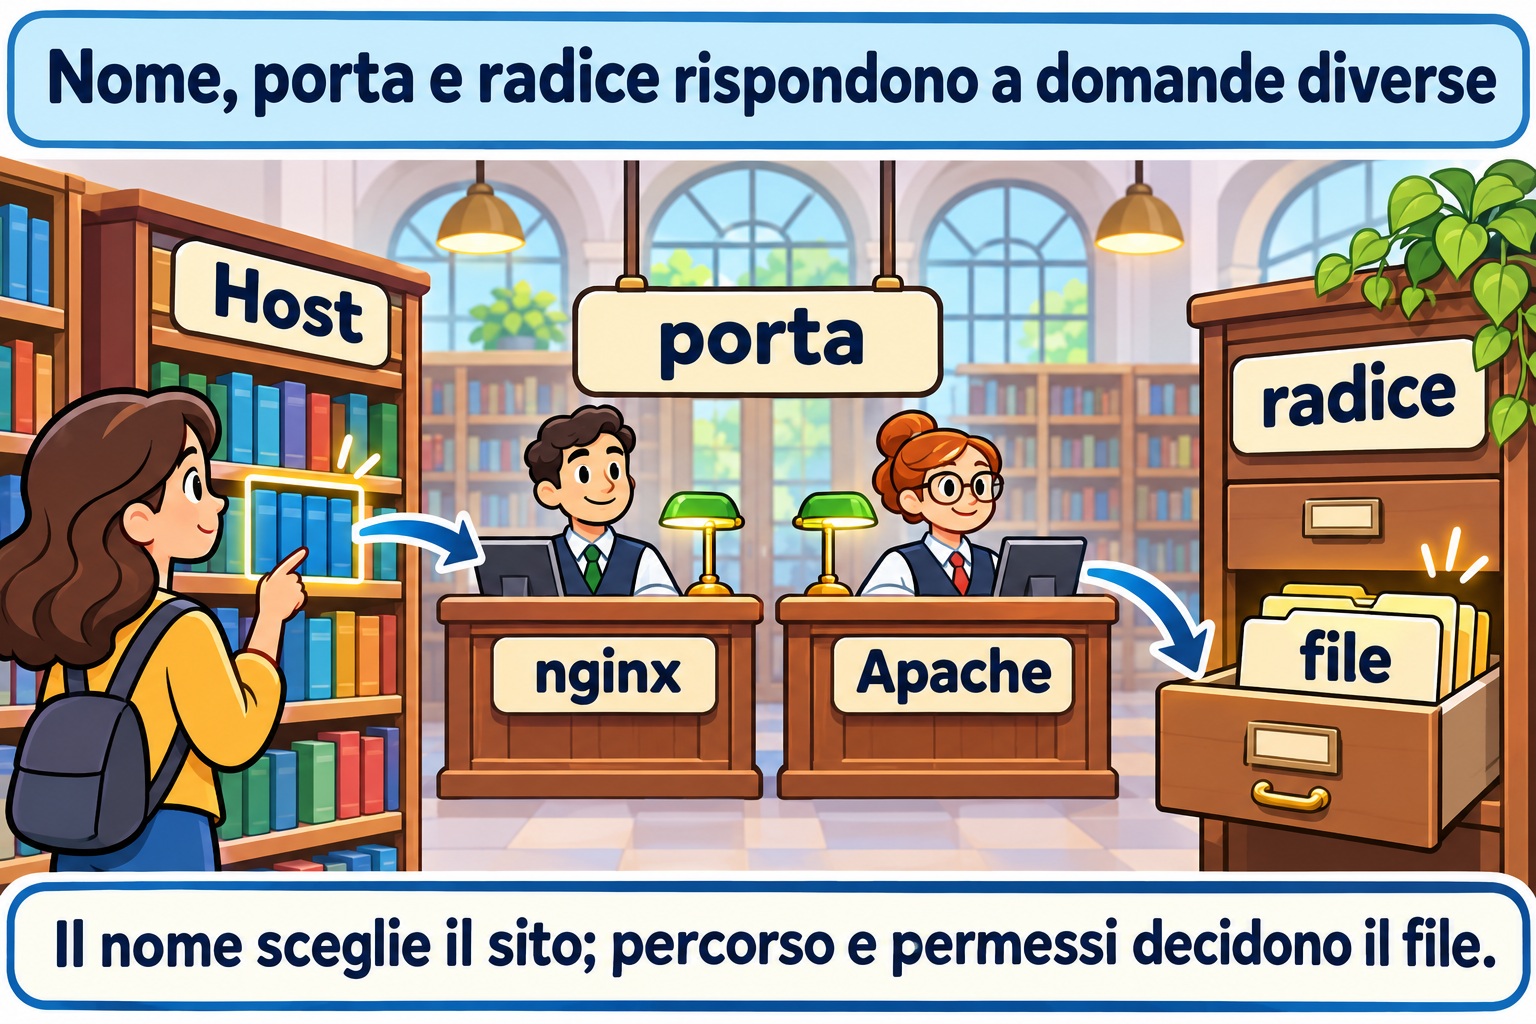 Nome, porta e radice rispondono a domande diverse
Host
porta
radice
nginx
Apache
file
Il nome sceglie il sito; percorso e permessi decidono il file.